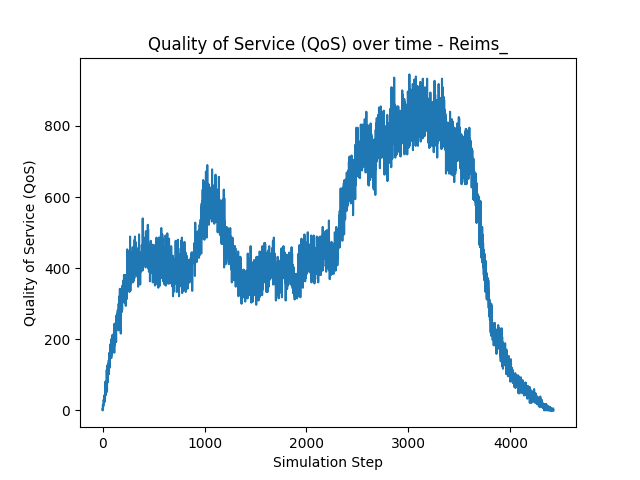 Quality of Service (QoS) over time - Reims_
Quality of Service (QoS)
800
600
400
200
0
0 1000 2000 3000 4000
Simulation Step